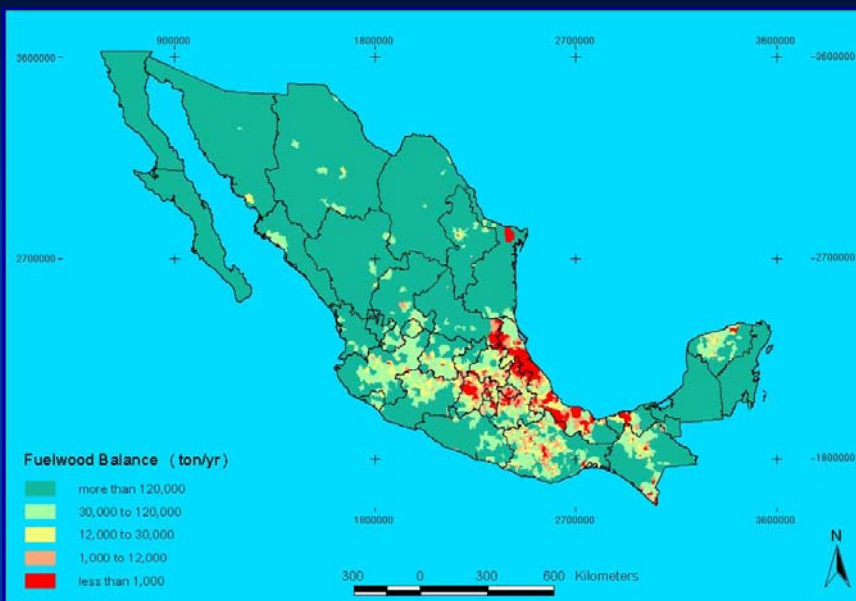 900000 1800000 2700000 3600000
3600000 3600000
2700000 2700000
1800000 1800000
Fuelwood Balance (ton/yr)
more than 120,000
30,000 to 120,000
12,000 to 30,000
1,000 to 12,000
less than 1,000
1800000 2700000 3600000
300 0 300 600 Kilometers
N